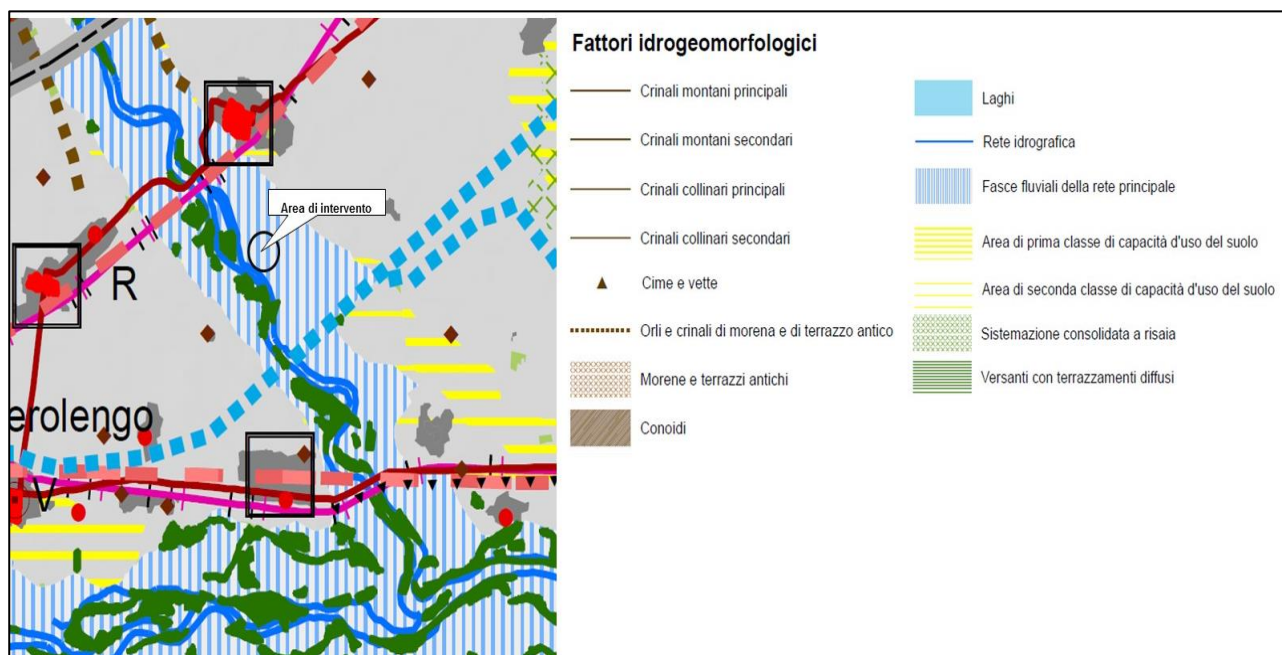 Area di intervento
R
erolengo
V
Fattori idrogeomorfologici
Crinali montani principali
Crinali montani secondari
Crinali collinari principali
Crinali collinari secondari
Cime e vette
Orli e crinali di morena e di terrazzo antico
Morene e terrazzi antichi
Conoidi
Laghi
Rete idrografica
Fasce fluviali della rete principale
Area di prima classe di capacità d'uso del suolo
Area di seconda classe di capacità d'uso del suolo
Sistemazione consolidata a risaia
Versanti con terrazzamenti diffusi